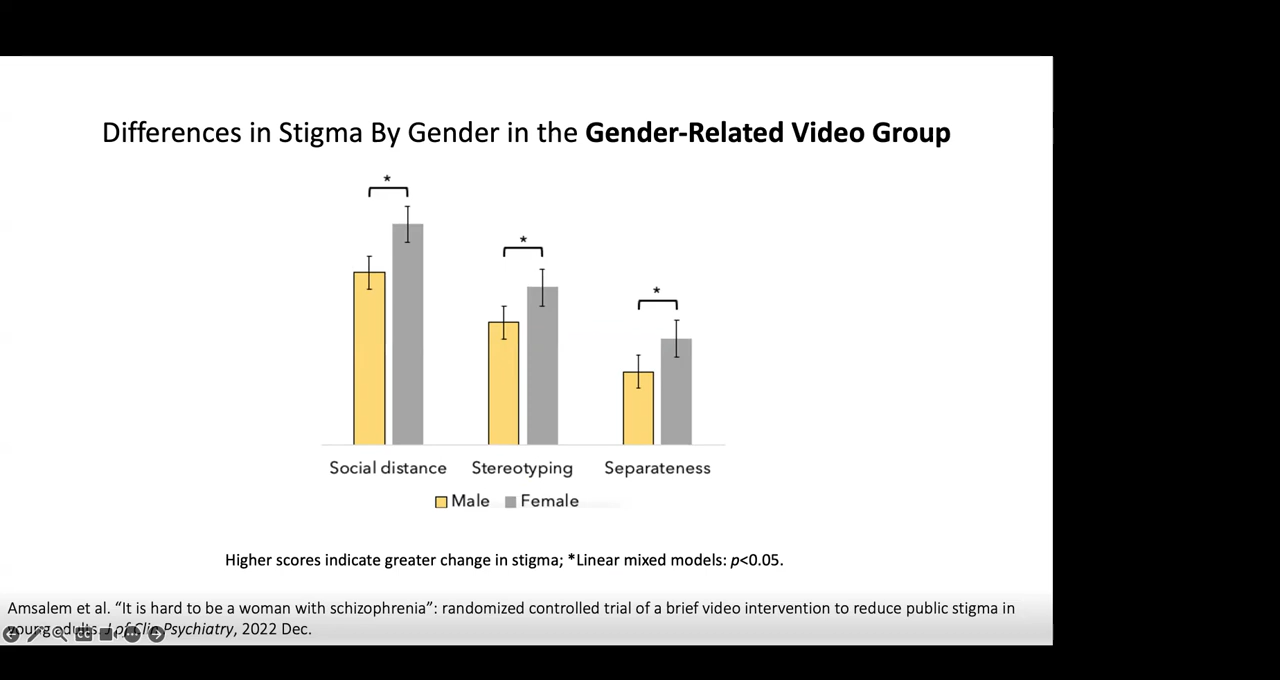 Differences in Stigma By Gender in the Gender-Related Video Group
*
*
*
Social distance Stereotyping Separateness
Male Female
Higher scores indicate greater change in stigma; *Linear mixed models: p<0.05.
Amsalem et al. “It is hard to be a woman with schizophrenia”: randomized controlled trial of a brief video intervention to reduce public stigma in
young adults. J of Clin Psychiatry, 2022 Dec.